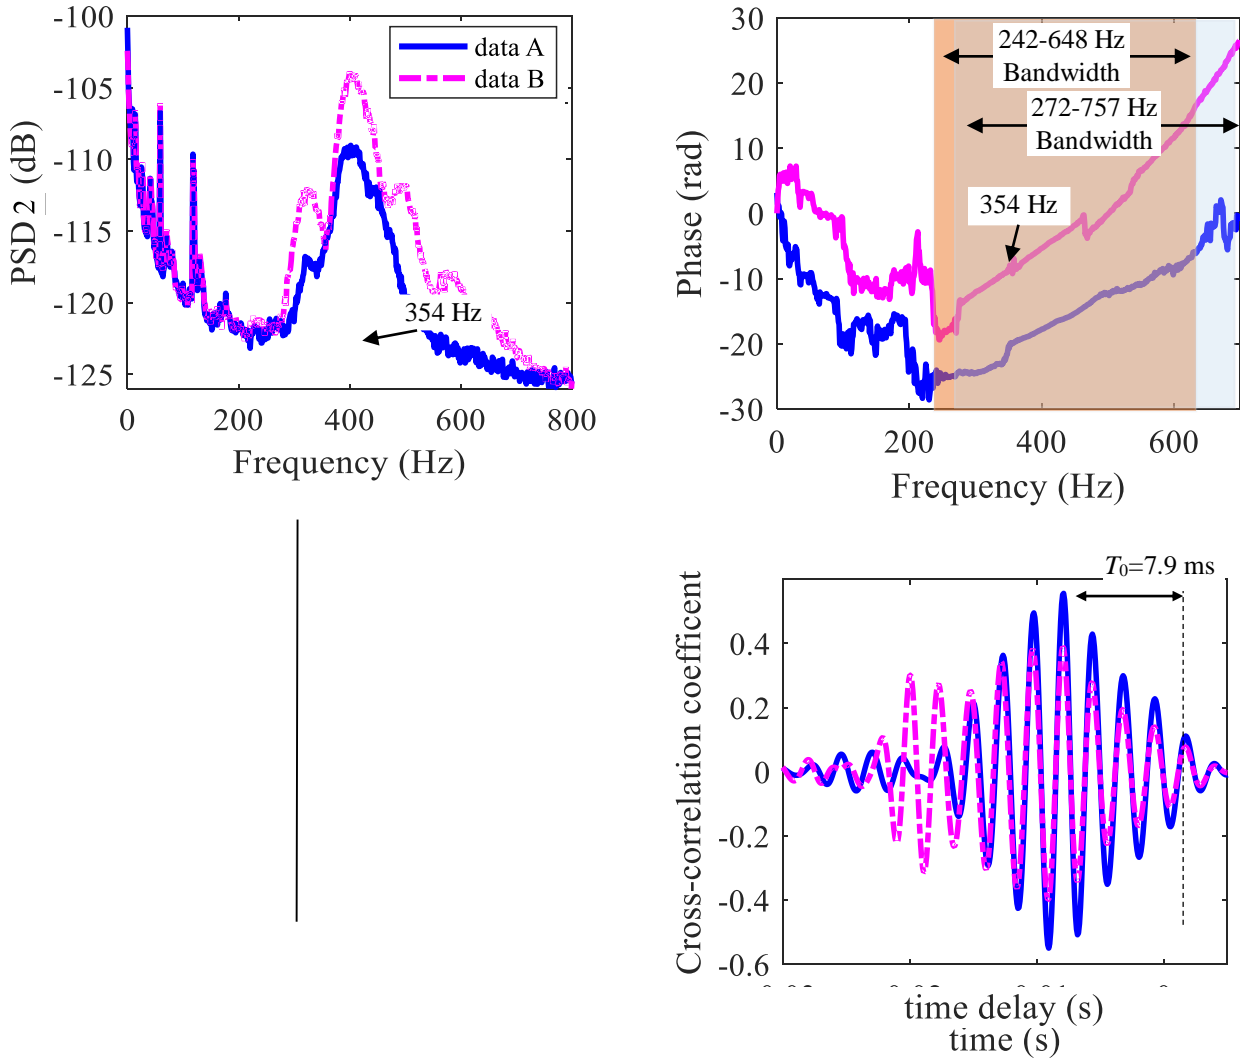 -100
-105
-110
-115
-120
-125
PSD2_ (dB)
data A
data B
354 Hz
0
200
400
600
800
Frequency (Hz)
30
20
10
0
-10
-20
-30
Phase (rad)
242-648 Hz
Bandwidth
272-757 Hz
Bandwidth
354 Hz
0
200
400
600
Frequency (Hz)
T0=7.9 ms
0.4
0.2
0
-0.2
-0.4
-0.6
Cross-correlation coefficent
time delay (s)
time (s)